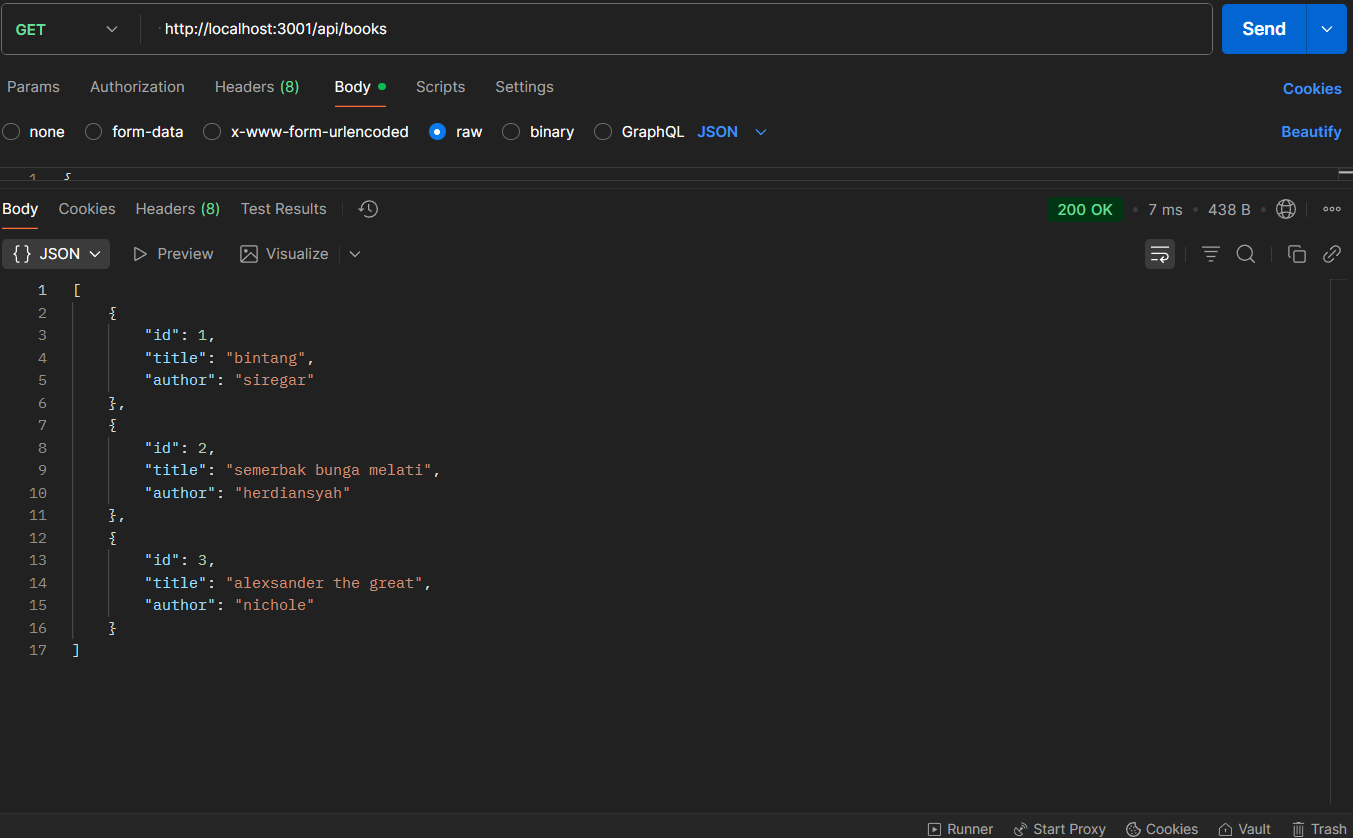 GET http://localhost:3001/api/books Send
Params Authorization Headers (8) Body Scripts Settings Cookies
none form-data x-www-form-urlencoded raw binary GraphQL JSON Beautify
1 {
Body Cookies Headers (8) Test Results 200 OK 7 ms 438 B
{} JSON Preview Visualize
1 [
2 {
3 "id": 1,
4 "title": "bintang",
5 "author": "siregar"
6 },
7 {
8 "id": 2,
9 "title": "semerbak bunga melati",
10 "author": "herdiansyah"
11 },
12 {
13 "id": 3,
14 "title": "alexsander the great",
15 "author": "nichole"
16 }
17 ]
Runner Start Proxy Cookies Vault Trash